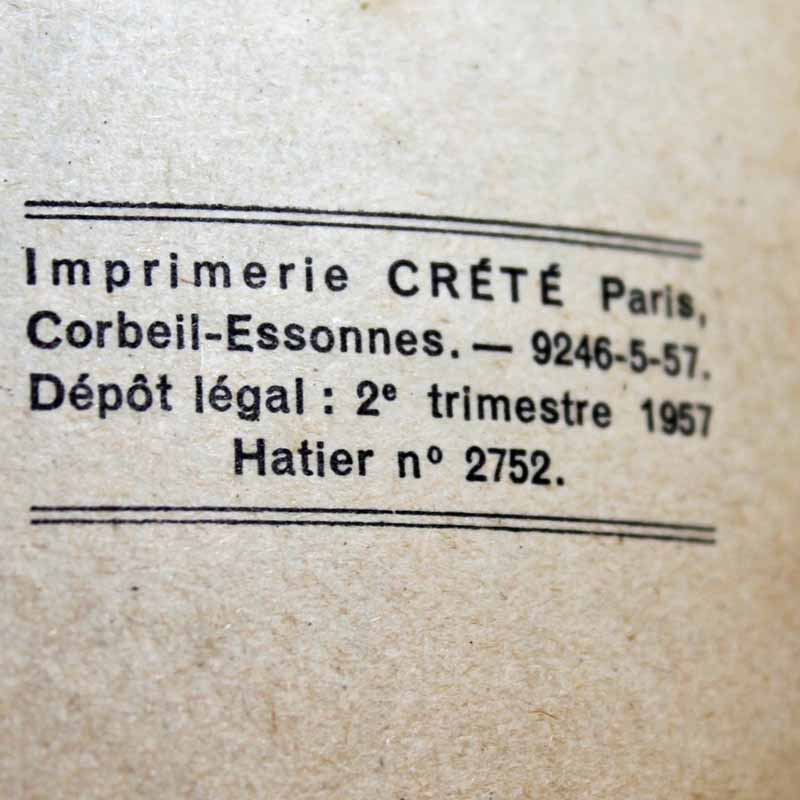 Imprimerie CRÉTÉ Paris,
Corbeil-Essonnes. — 9246-5-57.
Dépôt légal : 2e trimestre 1957
Hatier no 2752.